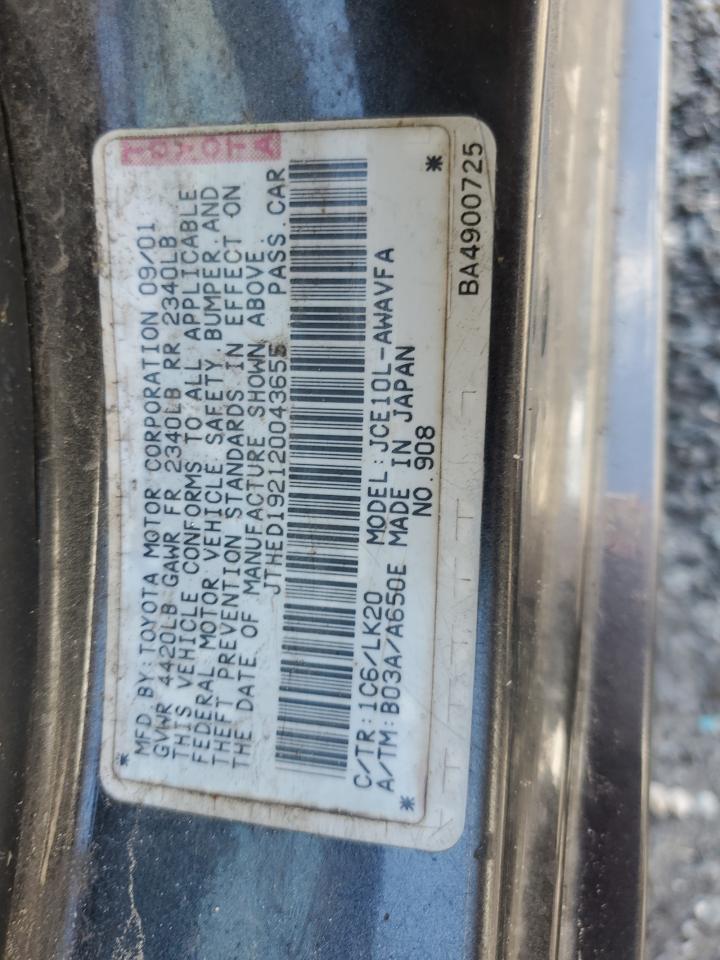 TOYOTA
MFD. BY: TOYOTA MOTOR CORPORATION 09/01
GVWR 4420LB GAWR FR 2340LB RR 2340LB
THIS VEHICLE CONFORMS TO ALL APPLICABLE
FEDERAL MOTOR VEHICLE SAFETY BUMPER, AND
THEFT PREVENTION STANDARDS IN EFFECT ON
THE DATE OF MANUFACTURE SHOWN ABOVE.
JTHED192120043655 PASS. CAR
C/TR: 1C6/LK20 MODEL: JCE10L-AWAVFA
A/TM: B03A/A650E MADE IN JAPAN
NO. 908
BA4900725